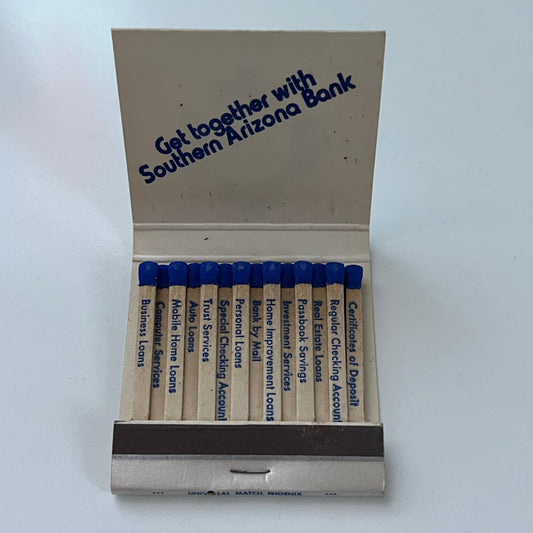 Get together with
Southern Arizona Bank
Business Loans
Computer Services
Mobile Home Loans
Auto Loans
Trust Services
Special Checking Account
Personal Loans
Bank by Mail
Home Improvement Loans
Investment Services
Passbook Savings
Real Estate Loans
Regular Checking Account
Certificates of Deposit
UNIVERSAL MATCH, PHOENIX